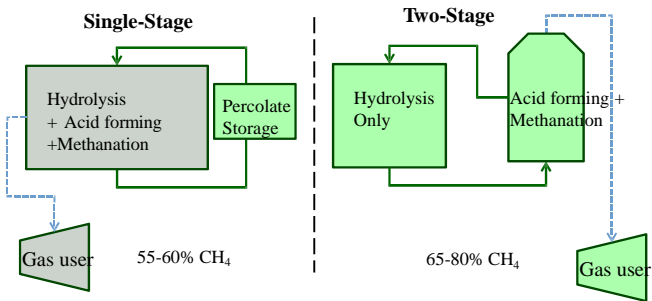 Single-Stage
Hydrolysis
+ Acid forming
+Methanation
Percolate
Storage
Gas user
55-60% CH₄
Two-Stage
Hydrolysis
Only
Acid forming +
Methanation
65-80% CH₄
Gas user